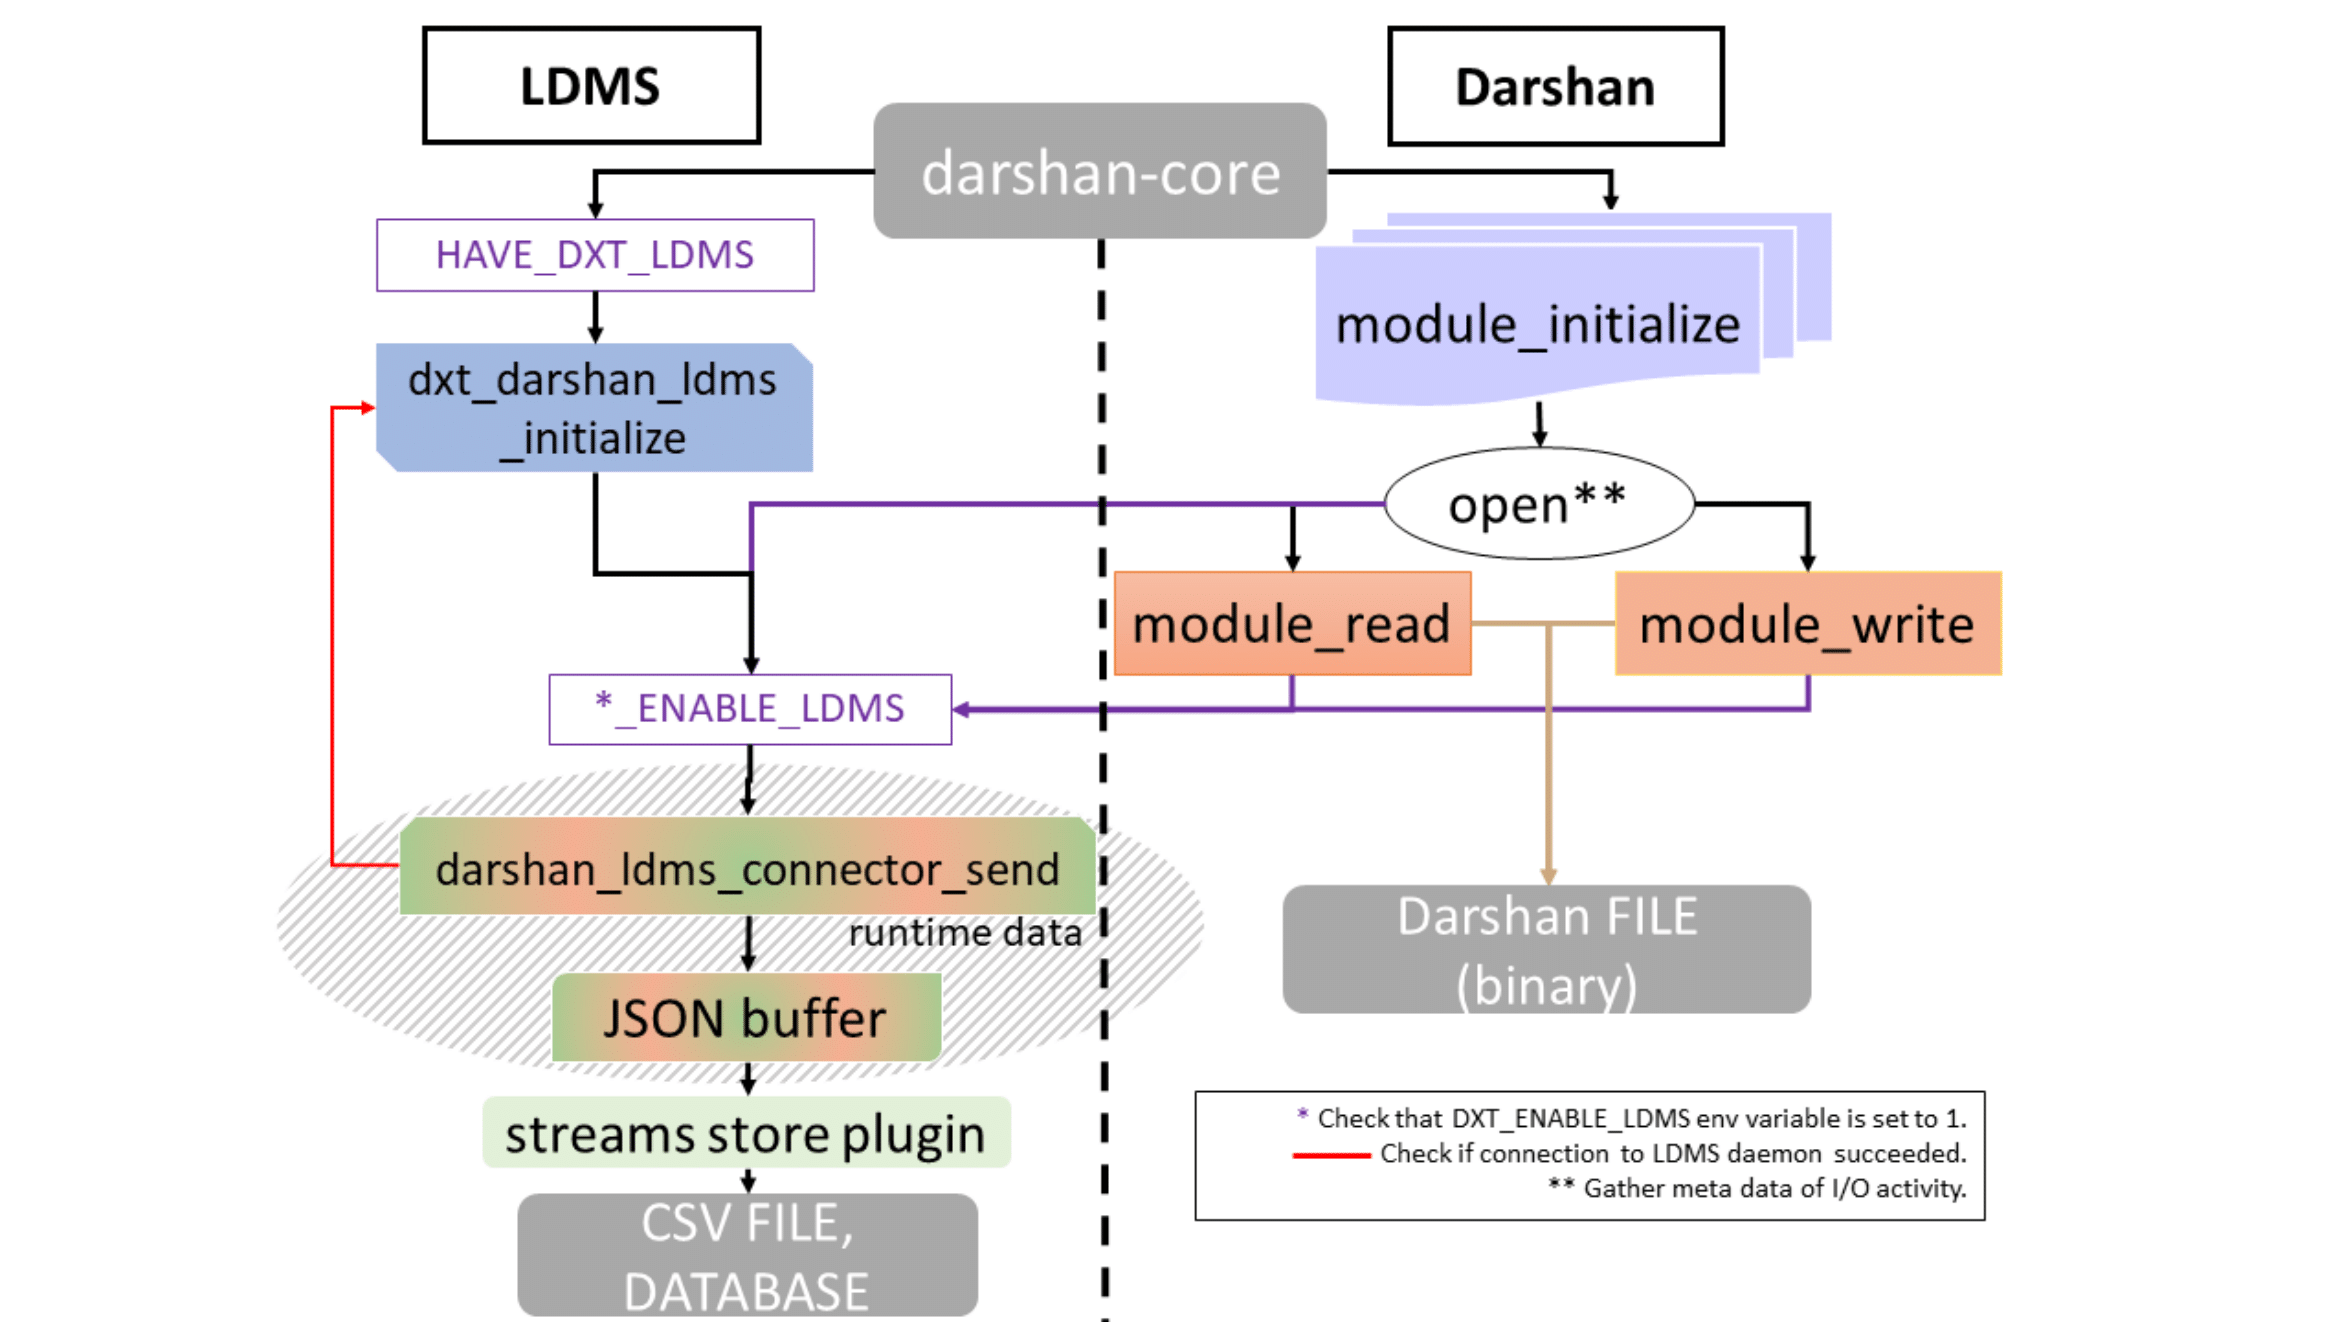 LDMS
Darshan
darshan-core
HAVE_DXT_LDMS
module_initialize
dxt_darshan_ldms
_initialize
open**
module_read
module_write
*_ENABLE_LDMS
darshan_ldms_connector_send
runtime data
Darshan FILE
(binary)
JSON buffer
streams store plugin
CSV FILE,
DATABASE
* Check that DXT_ENABLE_LDMS env variable is set to 1.
Check if connection to LDMS daemon succeeded.
** Gather meta data of I/O activity.